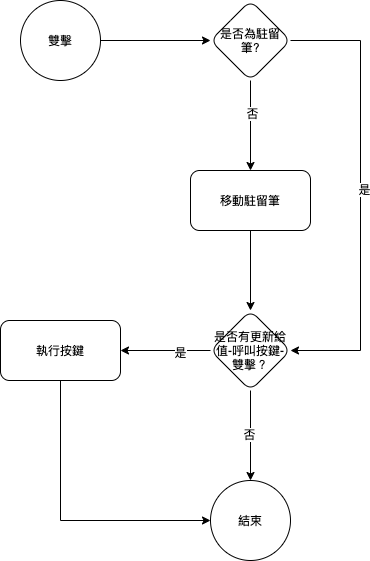 雙擊
是否為駐留
筆?
否
是
移動駐留筆
是否有更新給
值-呼叫按鍵-
雙擊？
是
執行按鍵
否
結束